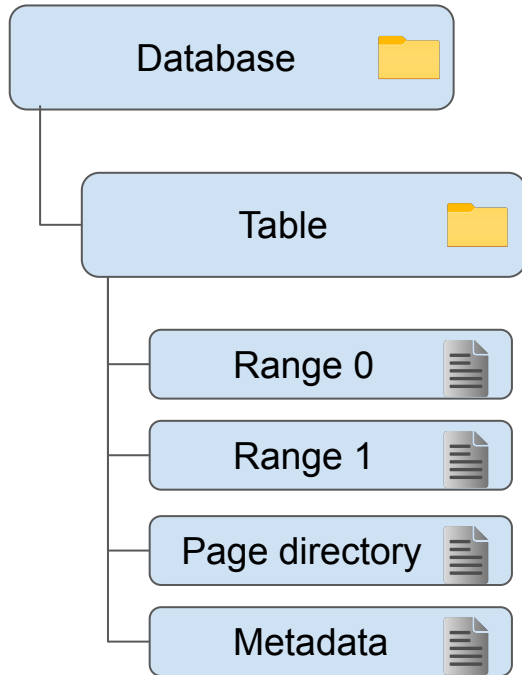 Database
Table
Range 0
Range 1
Page directory
Metadata